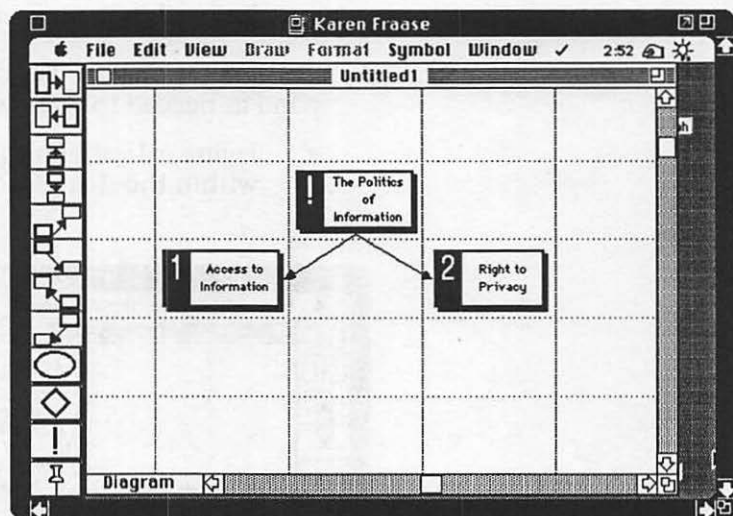 Karen Fraase
File Edit View Draw Format Symbol Window ✓ 2:52
Untitled1
! The Politics
of
Information
1 Access to
Information
2 Right to
Privacy
!
Diagram